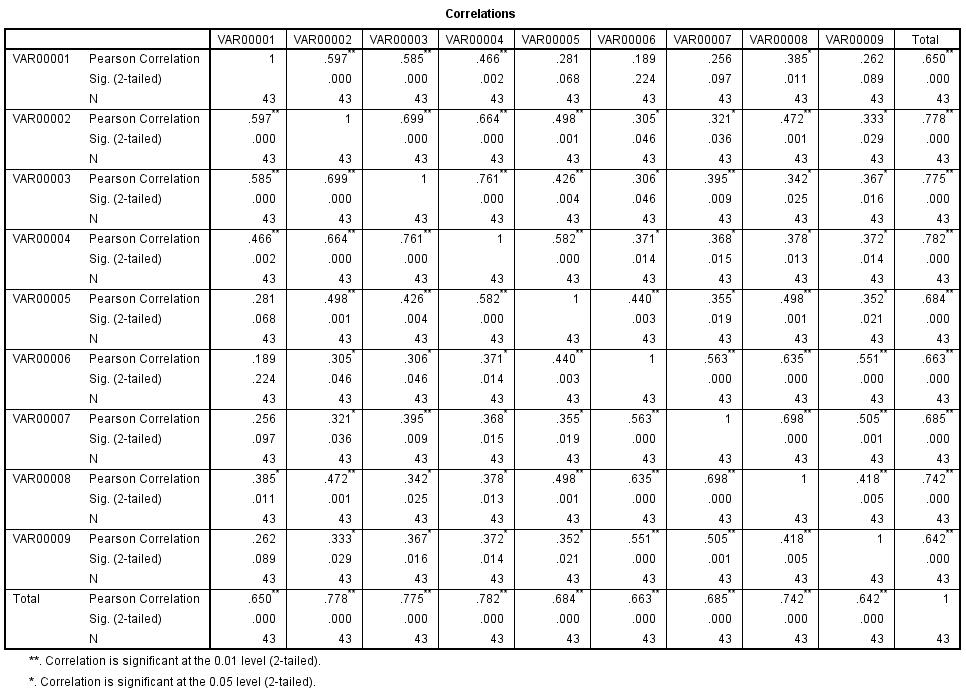 Correlations
VAR00001 VAR00002 VAR00003 VAR00004 VAR00005 VAR00006 VAR00007 VAR00008 VAR00009 Total
VAR00001 Pearson Correlation 1 .597** .585** .466** .281 .189 .256 .385* .262 .650**
Sig. (2-tailed) .000 .000 .002 .068 .224 .097 .011 .089 .000
N 43 43 43 43 43 43 43 43 43 43
VAR00002 Pearson Correlation .597** 1 .699** .664** .498** .305* .321* .472** .333* .778**
Sig. (2-tailed) .000 .000 .000 .001 .046 .036 .001 .029 .000
N 43 43 43 43 43 43 43 43 43 43
VAR00003 Pearson Correlation .585** .699** 1 .761** .426** .306* .395** .342* .367* .775**
Sig. (2-tailed) .000 .000 .000 .004 .046 .009 .025 .016 .000
N 43 43 43 43 43 43 43 43 43 43
VAR00004 Pearson Correlation .466** .664** .761** 1 .582** .371* .368* .378* .372* .782**
Sig. (2-tailed) .002 .000 .000 .000 .014 .015 .013 .014 .000
N 43 43 43 43 43 43 43 43 43 43
VAR00005 Pearson Correlation .281 .498** .426** .582** 1 .440** .355* .498** .352* .684**
Sig. (2-tailed) .068 .001 .004 .000 .003 .019 .001 .021 .000
N 43 43 43 43 43 43 43 43 43 43
VAR00006 Pearson Correlation .189 .305* .306* .371* .440** 1 .563** .635** .551** .663**
Sig. (2-tailed) .224 .046 .046 .014 .003 .000 .000 .000 .000
N 43 43 43 43 43 43 43 43 43 43
VAR00007 Pearson Correlation .256 .321* .395** .368* .355* .563** 1 .698** .505** .685**
Sig. (2-tailed) .097 .036 .009 .015 .019 .000 .000 .001 .000
N 43 43 43 43 43 43 43 43 43 43
VAR00008 Pearson Correlation .385* .472** .342* .378* .498** .635** .698** 1 .418** .742**
Sig. (2-tailed) .011 .001 .025 .013 .001 .000 .000 .005 .000
N 43 43 43 43 43 43 43 43 43 43
VAR00009 Pearson Correlation .262 .333* .367* .372* .352* .551** .505** .418** 1 .642**
Sig. (2-tailed) .089 .029 .016 .014 .021 .000 .001 .005 .000
N 43 43 43 43 43 43 43 43 43 43
Total Pearson Correlation .650** .778** .775** .782** .684** .663** .685** .742** .642** 1
Sig. (2-tailed) .000 .000 .000 .000 .000 .000 .000 .000 .000
N 43 43 43 43 43 43 43 43 43 43
**. Correlation is significant at the 0.01 level (2-tailed).
*. Correlation is significant at the 0.05 level (2-tailed).